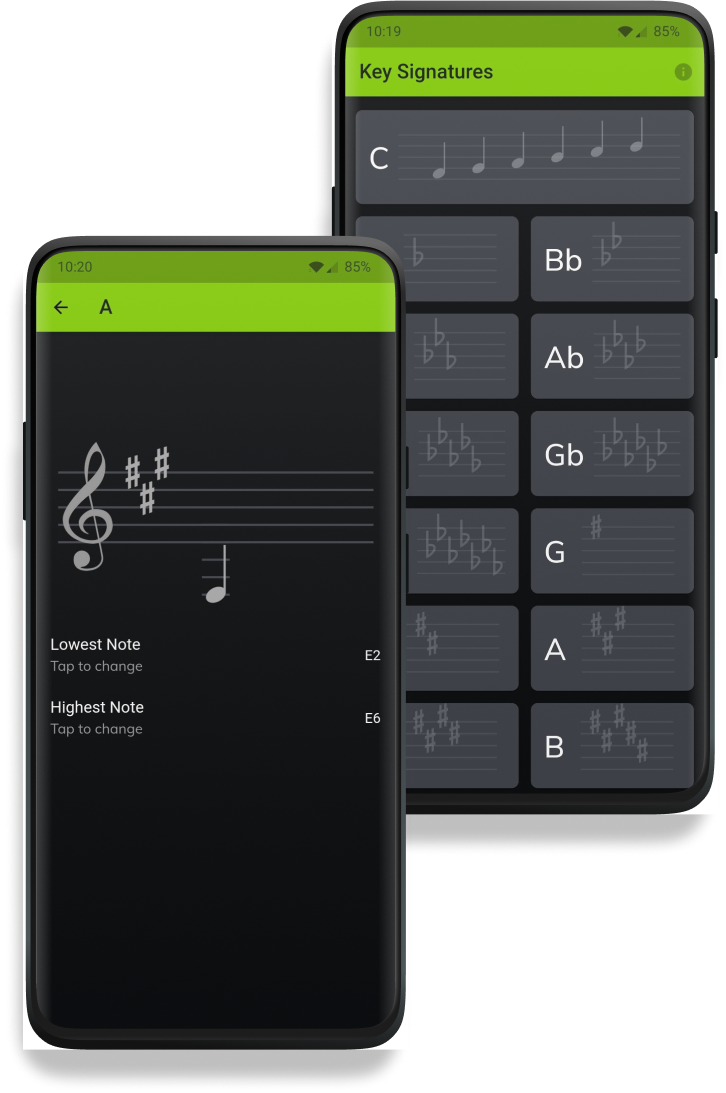 10:19 85%
Key Signatures
C
Bb
Ab
Gb
G
A
B
10:20 85%
A
Lowest Note
Tap to change
E2
Highest Note
Tap to change
E6